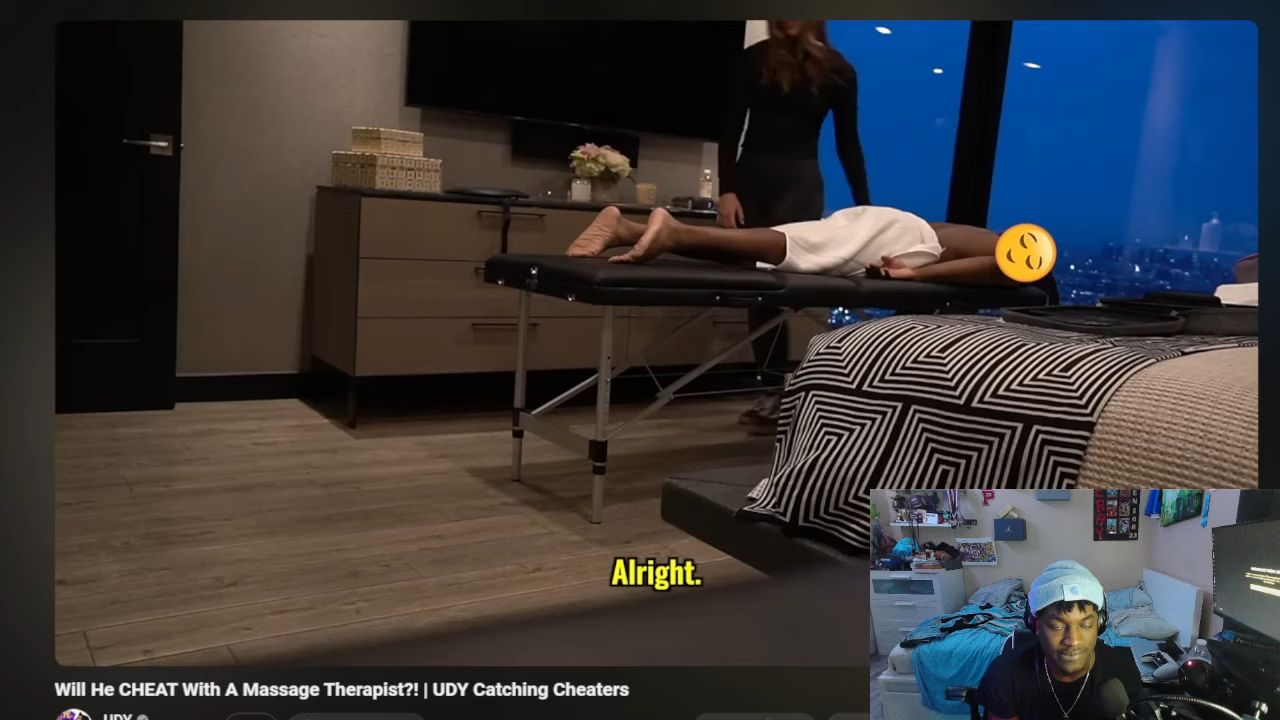 Alright.
Will He CHEAT With A Massage Therapist?! | UDY Catching Cheaters
UDY